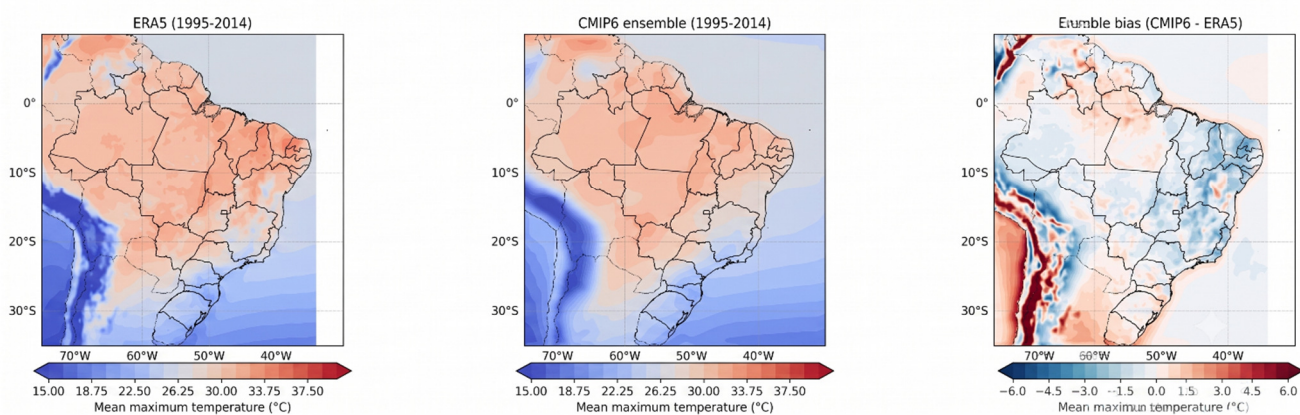 ERA5 (1995-2014)
0°
10°S
20°S
30°S
70°W 60°W 50°W 40°W
15.00 18.75 22.50 26.25 30.00 33.75 37.50
Mean maximum temperature (°C)
CMIP6 ensemble (1995-2014)
0°
10°S
20°S
30°S
70°W 60°W 50°W 40°W
15.00 18.75 22.50 26.25 30.00 33.75 37.50
Mean maximum temperature (°C)
bias (CMIP6 - ERA5)
0°
10°S
20°S
30°S
70°W 60°W 50°W 40°W
−6.0 −4.5 −3.0 −1.5 0.0 1.5 3.0 4.5 6.0
Mean maximum temperature (°C)